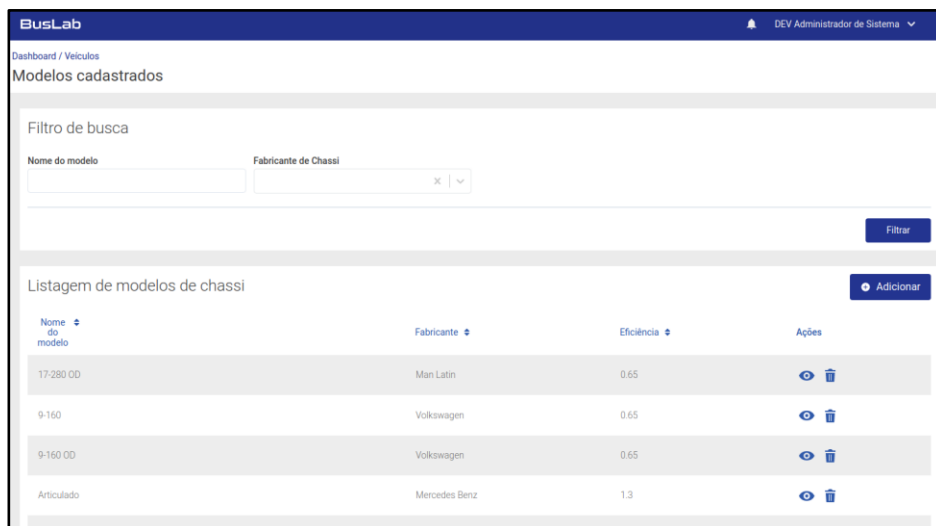 BusLab
DEV Administrador de Sistema
Dashboard / Veículos
Modelos cadastrados
Filtro de busca
Nome do modelo Fabricante de Chassi
Filtrar
Listagem de modelos de chassi
Adicionar
Nome do modelo Fabricante Eficiência Ações
17-280 OD Man Latin 0.65
9-160 Volkswagen 0.65
9-160 OD Volkswagen 0.65
Articulado Mercedes Benz 1.3